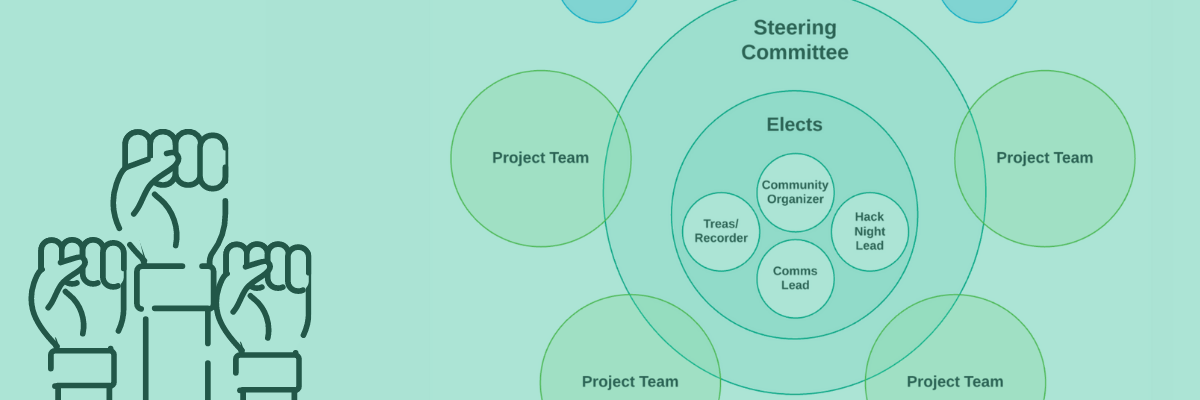 Steering
Committee
Elects
Project Team
Project Team
Community
Organizer
Treas/
Recorder
Hack
Night
Lead
Comms
Lead
Project Team
Project Team